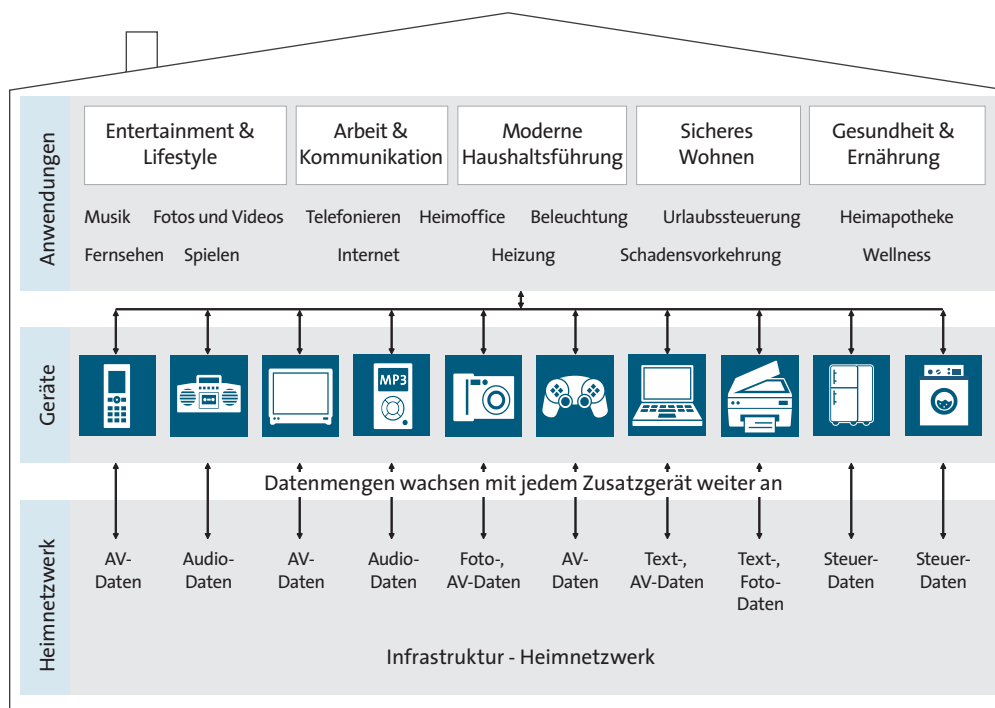 Anwendungen
Entertainment &
Lifestyle
Arbeit &
Kommunikation
Moderne
Haushaltsführung
Sicheres
Wohnen
Gesundheit &
Ernährung
Musik Fotos und Videos Telefonieren Heimoffice Beleuchtung Urlaubssteuerung Heimapotheke
Fernsehen Spielen Internet Heizung Schadensvorkehrung Wellness
Geräte
MP3
Datenmengen wachsen mit jedem Zusatzgerät weiter an
Heimnetzwerk
AV-
Daten
Audio-
Daten
AV-
Daten
Audio-
Daten
Foto-,
AV-Daten
AV-
Daten
Text-,
AV-Daten
Text-,
Foto-
Daten
Steuer-
Daten
Steuer-
Daten
Infrastruktur - Heimnetzwerk